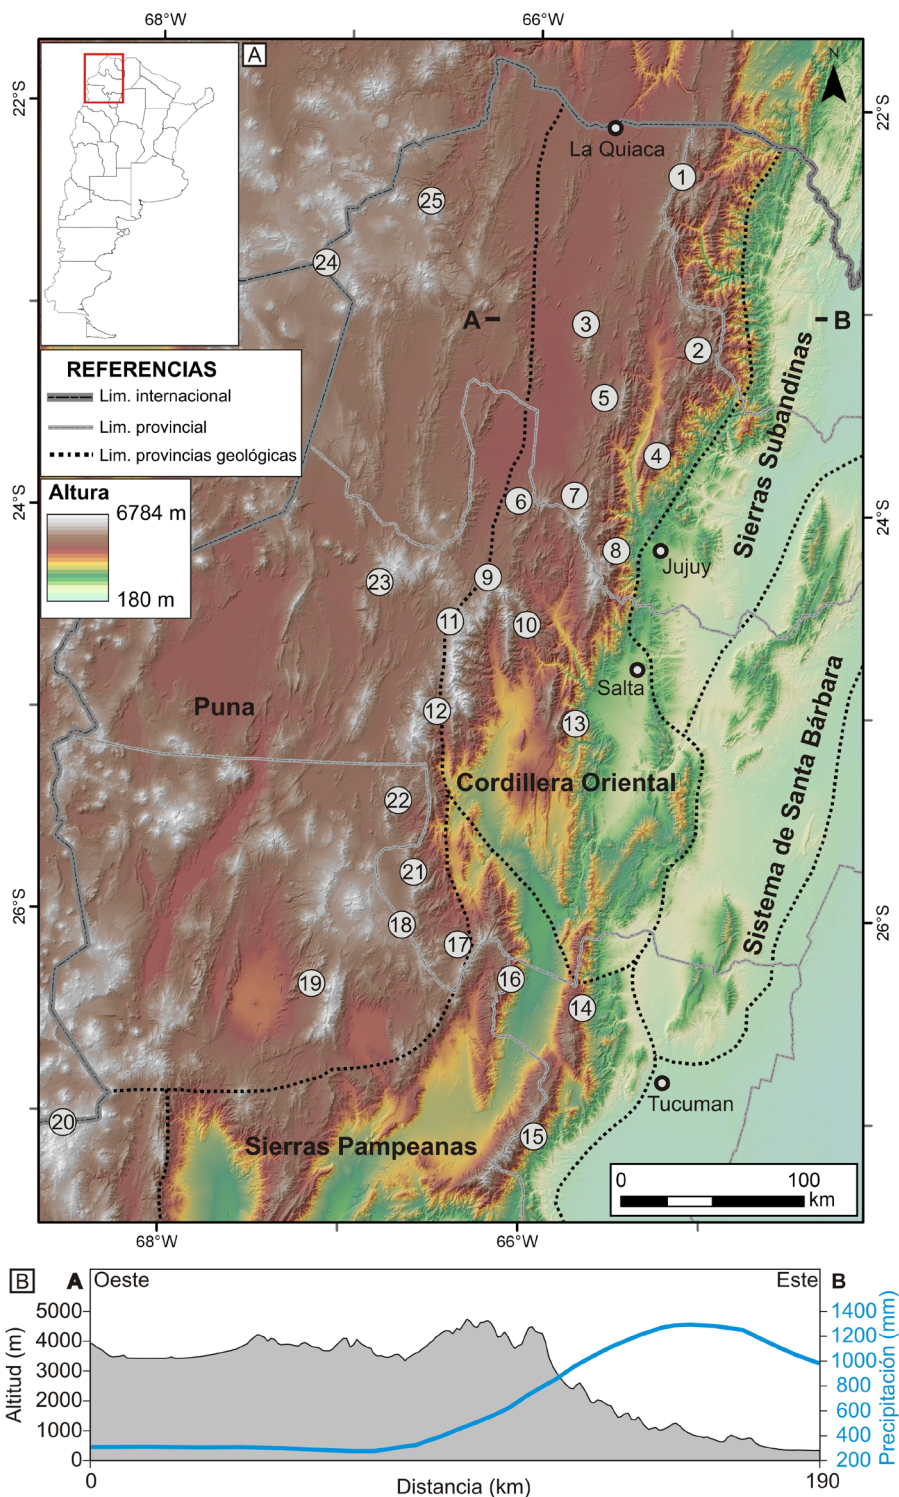 68°W
66°W
A
N
22°S
22°S
La Quiaca
1
25
24
A
B
3
2
REFERENCIAS
Lim. internacional
Lim. provincial
Lim. provincias geológicas
5
4
Sierras Subandinas
Altura
6784 m
180 m
24°S
24°S
6
7
8
Jujuy
9
23
11
10
Salta
Puna
12
13
Sistema de Santa Bárbara
Cordillera Oriental
22
21
26°S
26°S
18
17
19
16
14
20
Tucuman
15
Sierras Pampeanas
0
100
km
68°W
66°W
B
A
Oeste
Este
B
5000
4000
3000
2000
1000
0
Altitud (m)
1400
1200
1000
800
600
400
200
Precipitación (mm)
0
Distancia (km)
190